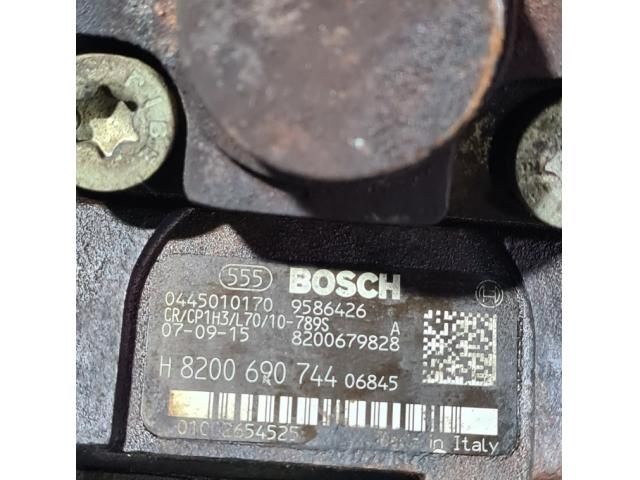 555 BOSCH
0445010170 9586426
CR/CP1H3/L70/10-789S A
07-09-15 8200679828
H 8200 690 744 06845
in Italy